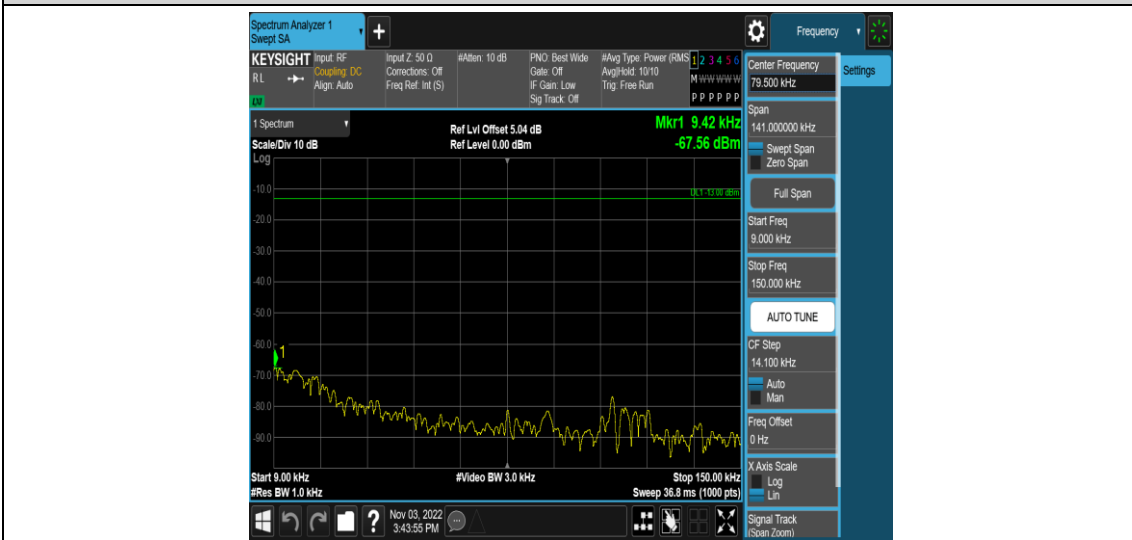 Spectrum Analyzer 1
Swept SA
+
Frequency
KEYSIGHT
RL
LXI
Input: RF
Coupling: DC
Align: Auto
Input Z: 50 Ω
Corrections: Off
Freq Ref: Int (S)
#Atten: 10 dB
PNO: Best Wide
Gate: Off
IF Gain: Low
Sig Track: Off
#Avg Type: Power (RMS
Avg|Hold: 10/10
Trig: Free Run
1 2 3 4 5 6
M W W W W W
P P P P P P
Center Frequency
79.500 kHz
Settings
1 Spectrum
Scale/Div 10 dB
Log
Ref Lvl Offset 5.04 dB
Ref Level 0.00 dBm
Mkr1 9.42 kHz
-67.56 dBm
Span
141.000000 kHz
Swept Span
Zero Span
Full Span
Start Freq
9.000 kHz
Stop Freq
150.000 kHz
AUTO TUNE
CF Step
14.100 kHz
Auto
Man
Freq Offset
0 Hz
X Axis Scale
Log
Lin
Signal Track
(Span Zoom)
DL1 -13.00 dBm
-10.0
-20.0
-30.0
-40.0
-50.0
-60.0
1
-70.0
-80.0
-90.0
Start 9.00 kHz
#Video BW 3.0 kHz
Stop 150.00 kHz
#Res BW 1.0 kHz
Sweep 36.8 ms (1000 pts)
?
Nov 03, 2022
3:43:55 PM